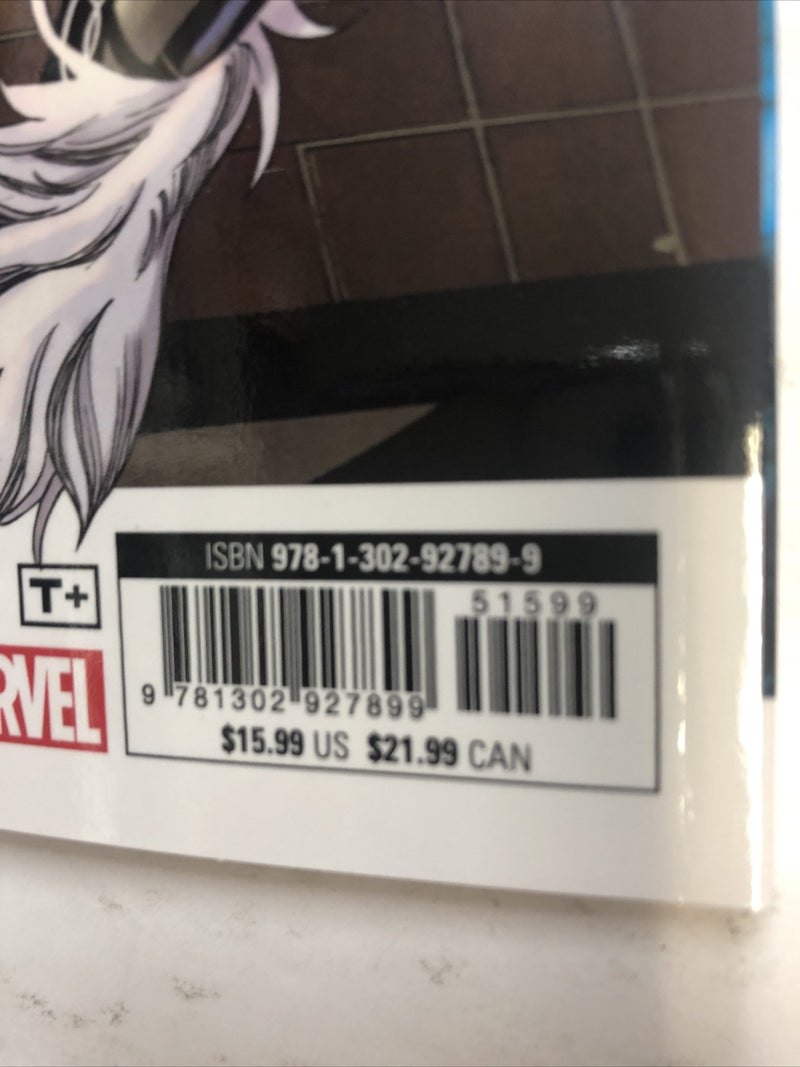 ISBN 978-1-302-92789-9
T+
51599
9 781302 927899
RVEL
$15.99 US $21.99 CAN